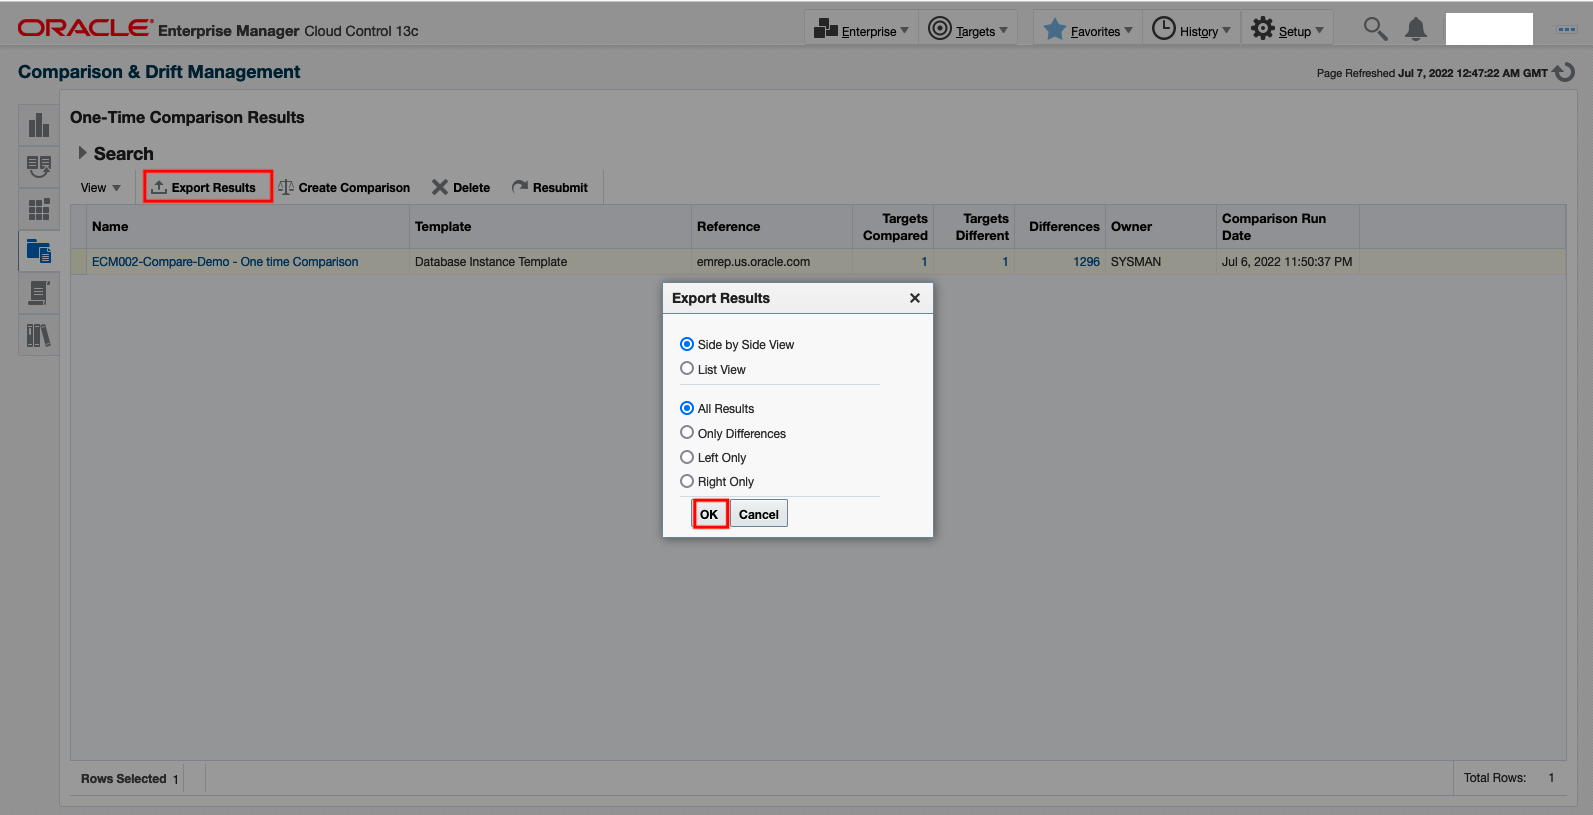 ORACLE® Enterprise Manager Cloud Control 13c
Enterprise Targets Favorites History Setup
Comparison & Drift Management
Page Refreshed Jul 7, 2022 12:47:22 AM GMT
One-Time Comparison Results
Search
View Export Results Create Comparison Delete Resubmit
Name Template Reference Targets Compared Targets Different Differences Owner Comparison Run Date
ECM002-Compare-Demo - One time Comparison Database Instance Template emrep.us.oracle.com 1 1 1296 SYSMAN Jul 6, 2022 11:50:37 PM
Export Results
Side by Side View
List View
All Results
Only Differences
Left Only
Right Only
OK Cancel
Rows Selected 1
Total Rows: 1